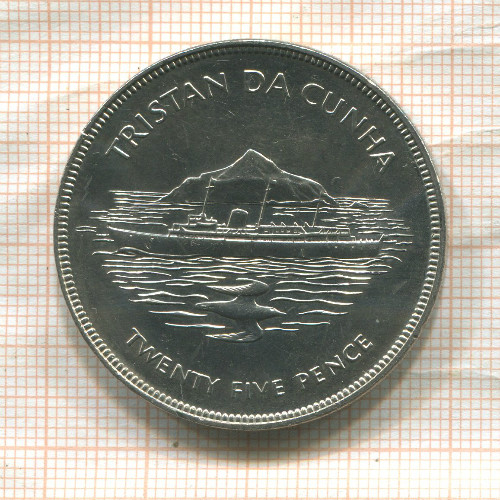 TRISTAN DA CUNHA
TWENTY FIVE PENCE